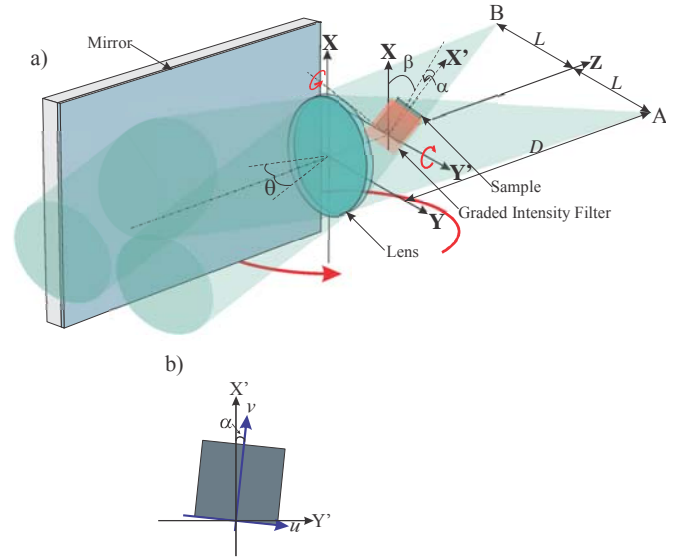 a)
Mirror
X
X
β
X'
α
B
L
Z
L
A
D
θ
Y'
Sample
Graded Intensity Filter
Y
Lens
b)
X'
v
α
Y'
u